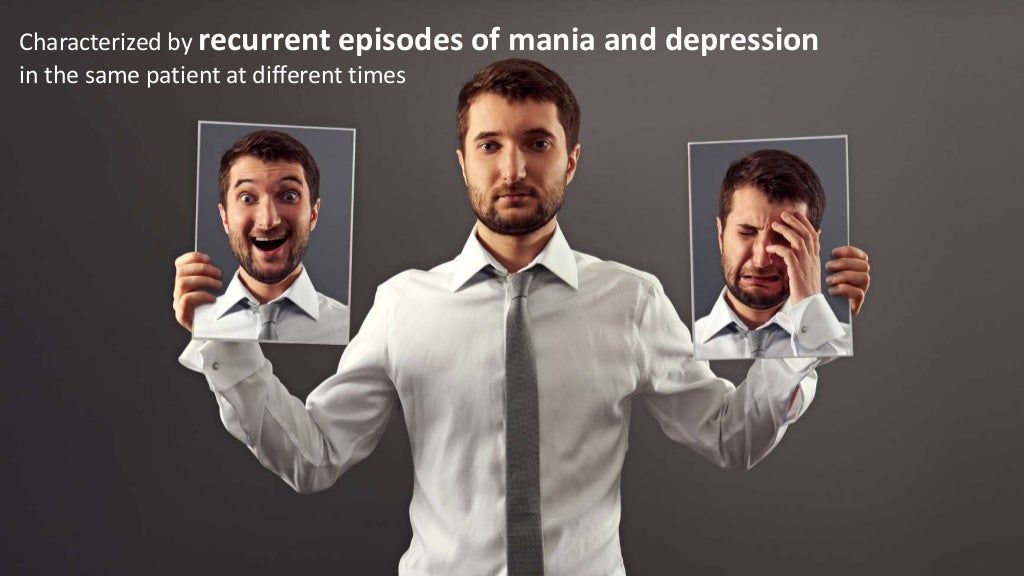 Characterized by recurrent episodes of mania and depression
in the same patient at different times